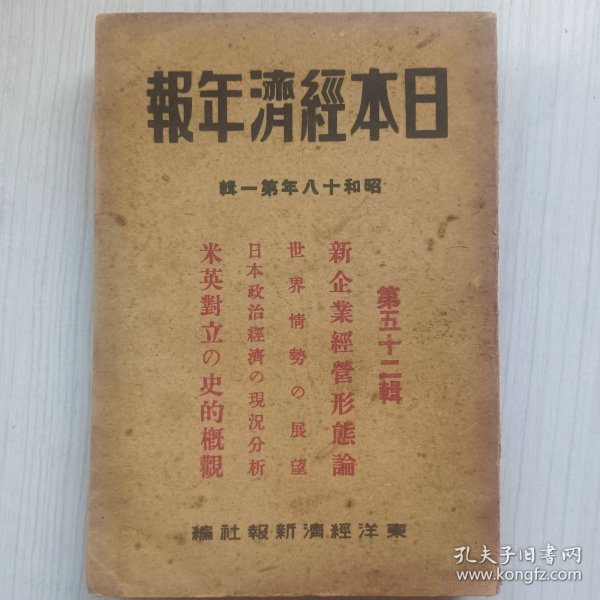 日本經濟年報
昭和十八年第一輯
第五十二輯
新企業經營形態論
世界情勢の展望
日本政治經濟の現況分析
米英對立の史的概觀
東洋經濟新報社編
孔夫子旧书网
www.kongfz.com